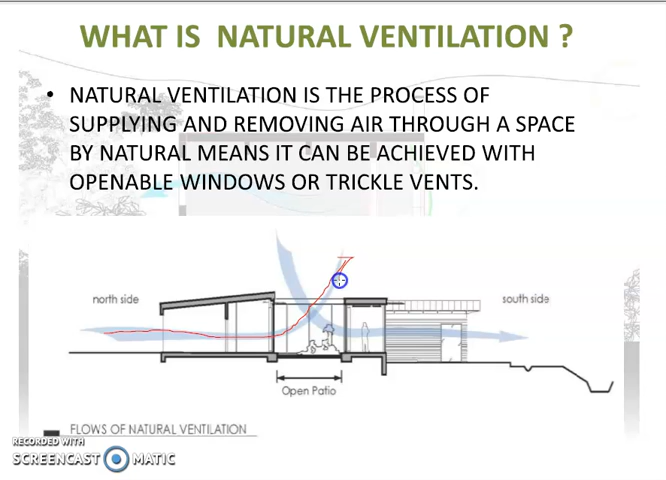 WHAT IS NATURAL VENTILATION ?
• NATURAL VENTILATION IS THE PROCESS OF
SUPPLYING AND REMOVING AIR THROUGH A SPACE
BY NATURAL MEANS IT CAN BE ACHIEVED WITH
OPENABLE WINDOWS OR TRICKLE VENTS.
north side
south side
Open Patio
FLOWS OF NATURAL VENTILATION
RECORDED WITH
SCREENCAST MATIC